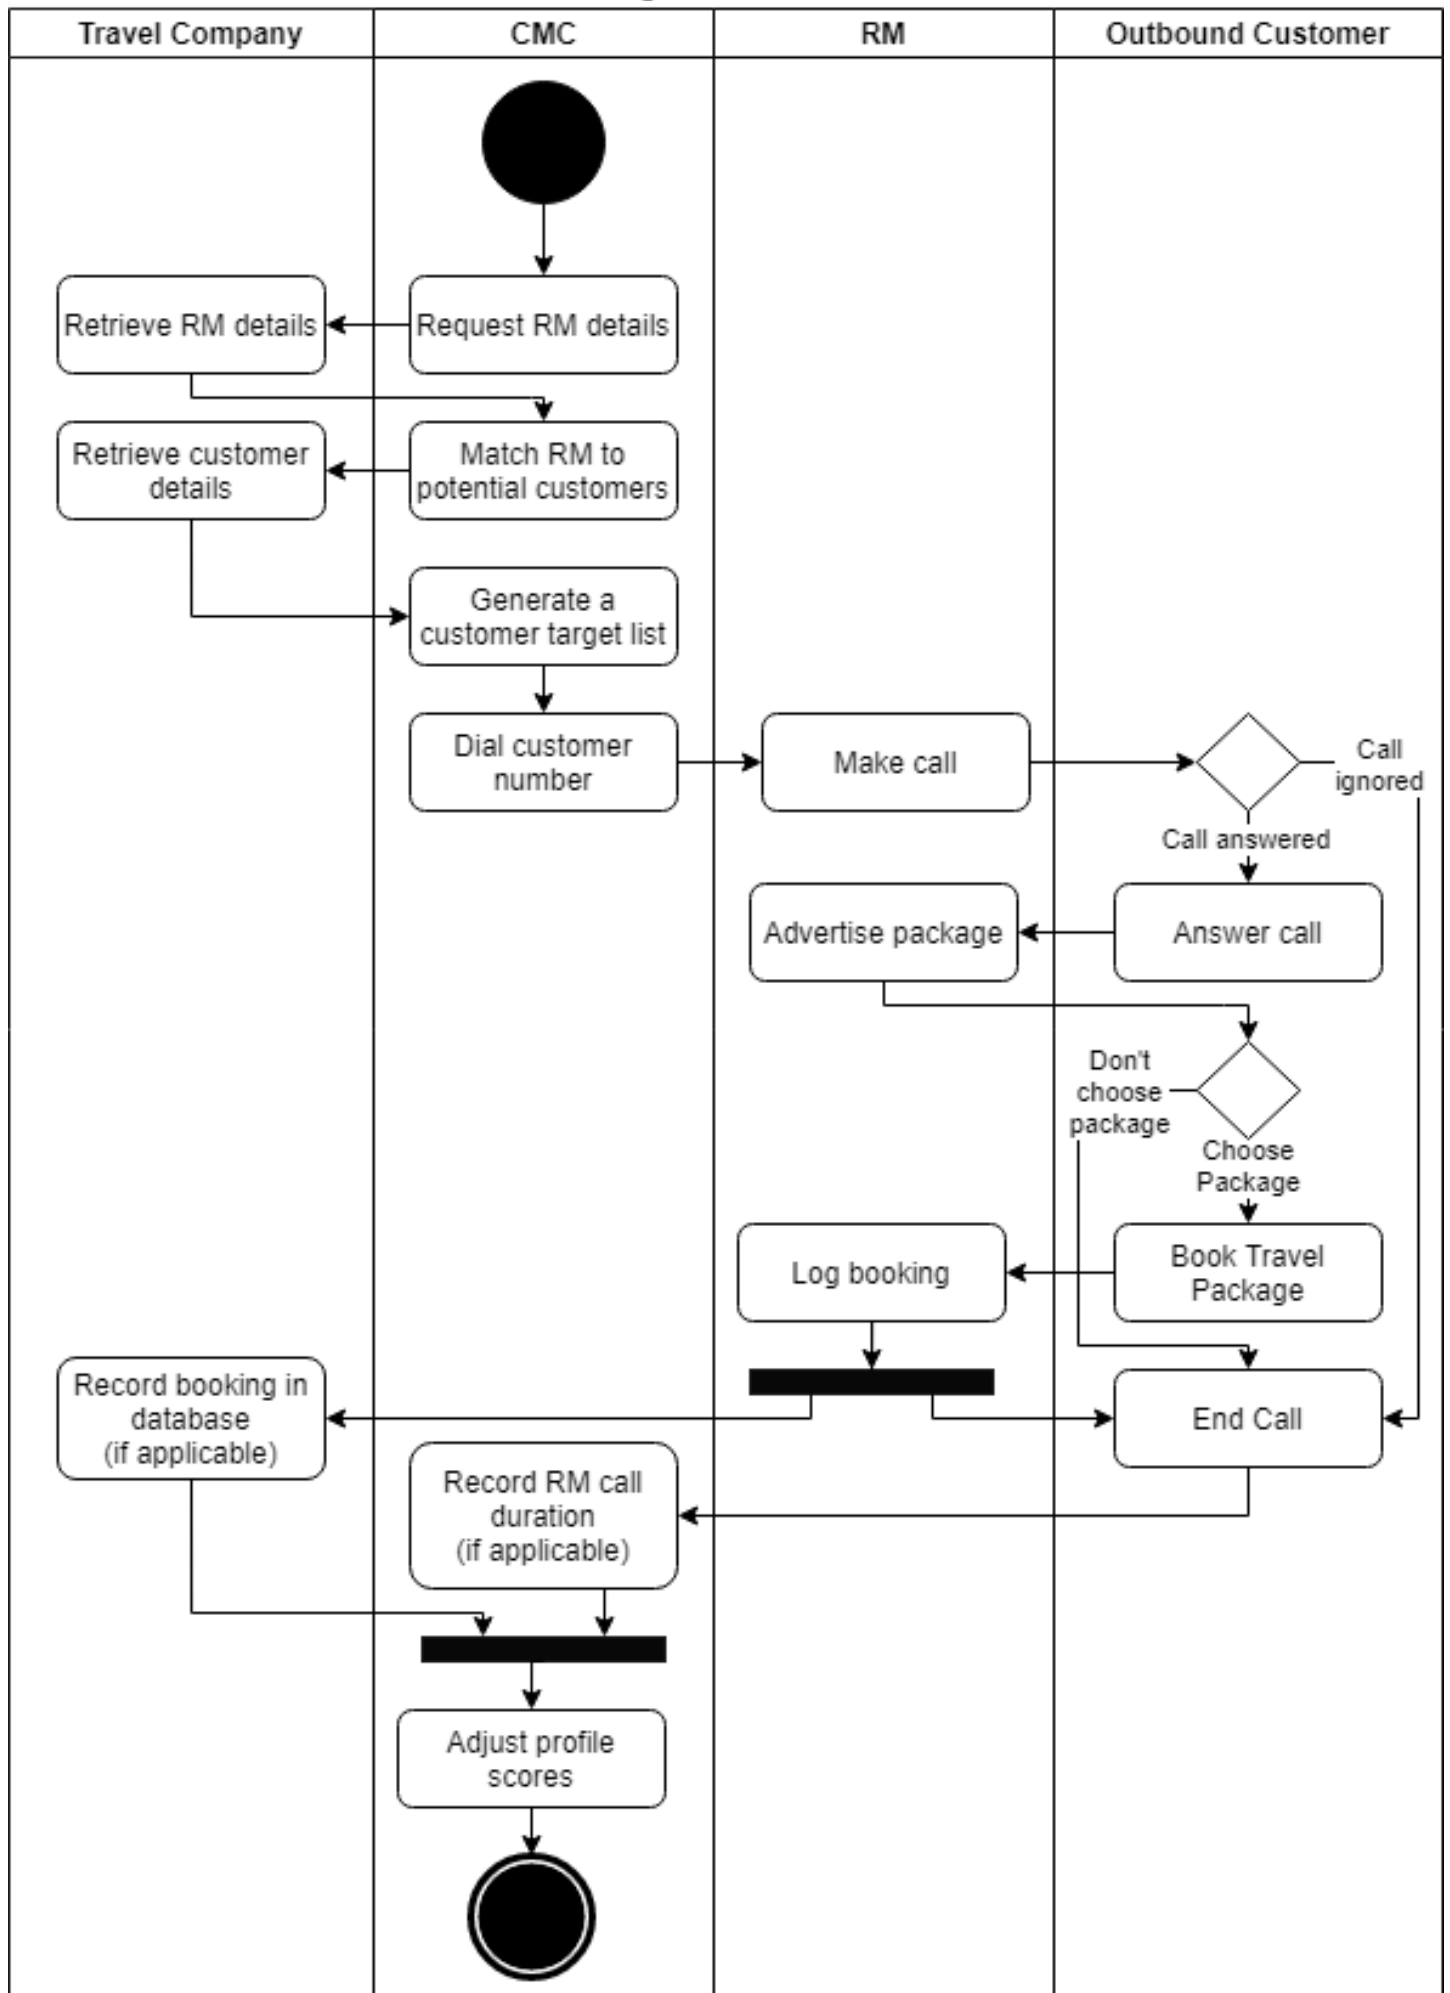 Travel Company
CMC
RM
Outbound Customer
Retrieve RM details
Request RM details
Retrieve customer
details
Match RM to
potential customers
Generate a
customer target list
Dial customer
number
Make call
Call
ignored
Call answered
Advertise package
Answer call
Don't
choose
package
Choose
Package
Log booking
Book Travel
Package
Record booking in
database
(if applicable)
End Call
Record RM call
duration
(if applicable)
Adjust profile
scores